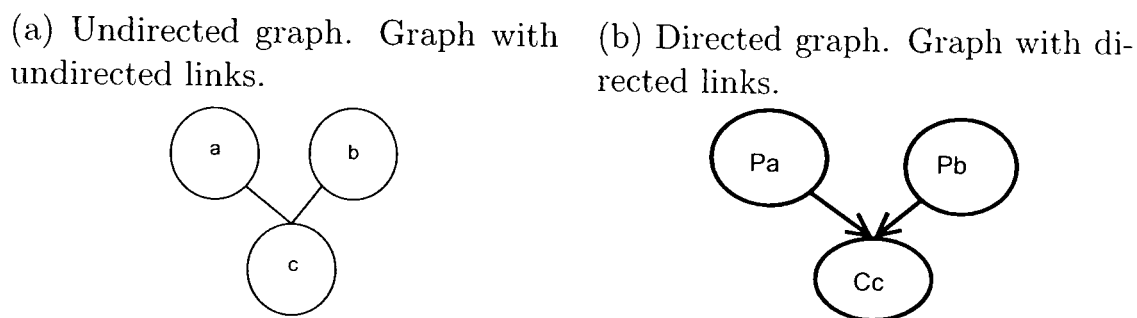 (a) Undirected graph. Graph with
undirected links.
(b) Directed graph. Graph with di-
rected links.
a
b
c
Pa
Pb
Cc